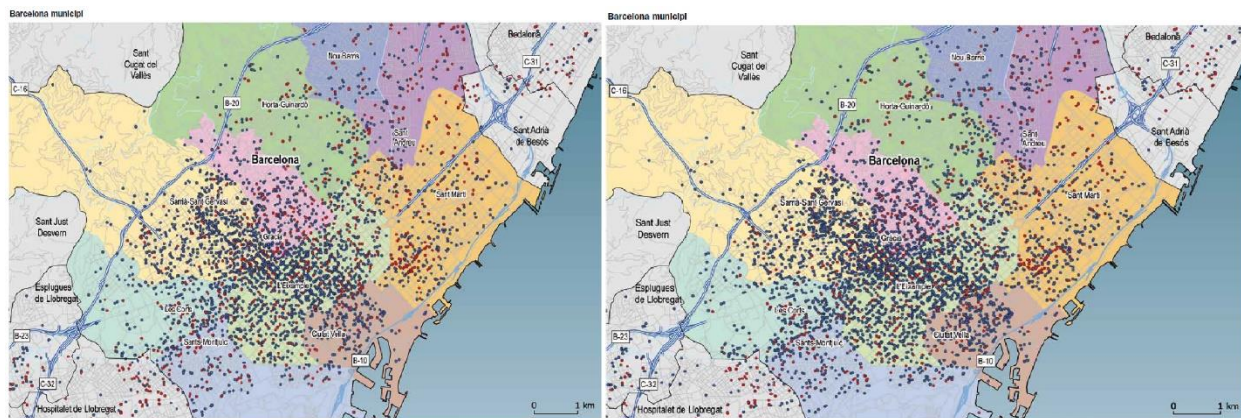 Barcelona municipi
Sant
Cugat del
Vallès
Nou Barris
Badalona
C-31
C-16
B-20
Horta-Guinardó
Sant
Andreu
Sant Adrià
de Besòs
Barcelona
Sant Martí
Sarrià-Sant Gervasi
Sant Just
Desvern
Gràcia
L'Eixample
Esplugues
de Llobregat
Les Corts
Ciutat Vella
Sants-Montjuïc
B-23
B-10
C-32
Hospitalet de Llobregat
0 1 km
Barcelona municipi
Sant
Cugat del
Vallès
Nou Barris
Badalona
C-31
C-16
B-20
Horta-Guinardó
Sant
Andreu
Sant Adrià
de Besòs
Barcelona
Sant Martí
Sarrià-Sant Gervasi
Sant Just
Desvern
Gràcia
L'Eixample
Esplugues
de Llobregat
Les Corts
Ciutat Vella
Sants-Montjuïc
B-23
B-10
C-32
Hospitalet de Llobregat
0 1 km